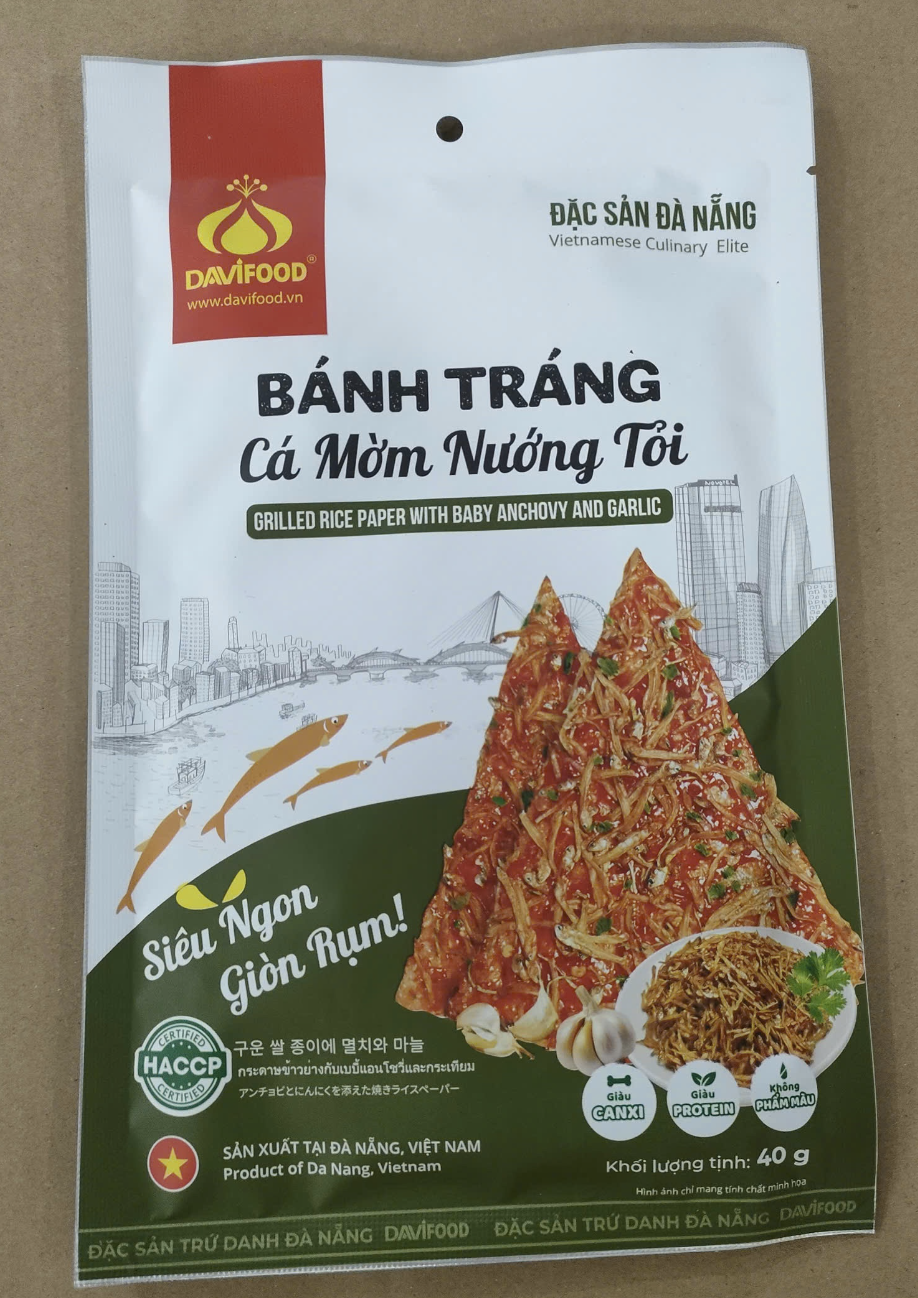 DAVIFOOD®
www.davifood.vn
ĐẶC SẢN ĐÀ NẴNG
Vietnamese Culinary Elite
BÁNH TRÁNG
Cá Mờm Nướng Tỏi
GRILLED RICE PAPER WITH BABY ANCHOVY AND GARLIC
Novotel
Siêu Ngon
Giòn Rụm!
CERTIFIED
HACCP
CERTIFIED
구운 쌀 종이에 멸치와 마늘
กระดาษข้าวย่างกับเบบี้แอนโชวี่และกระเทียม
アンチョビとにんにくを添えた焼きライスペーパー
Giàu
CANXI
Giàu
PROTEIN
Không
PHẨM MÀU
SẢN XUẤT TẠI ĐÀ NẴNG, VIỆT NAM
Product of Da Nang, Vietnam
Khối lượng tịnh: 40 g
Hình ảnh chỉ mang tính chất minh họa
ĐẶC SẢN TRỨ DANH ĐÀ NẴNG DAVIFOOD ĐẶC SẢN TRỨ DANH ĐÀ NẴNG DAVIFOOD